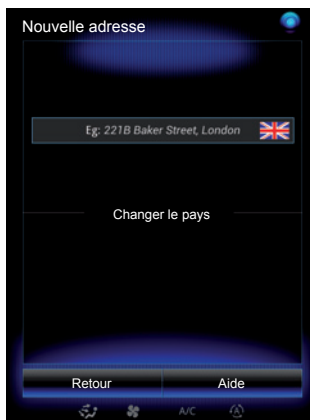 Nouvelle adresse
Eg: 221B Baker Street, London
Changer le pays
Retour Aide
A/C A